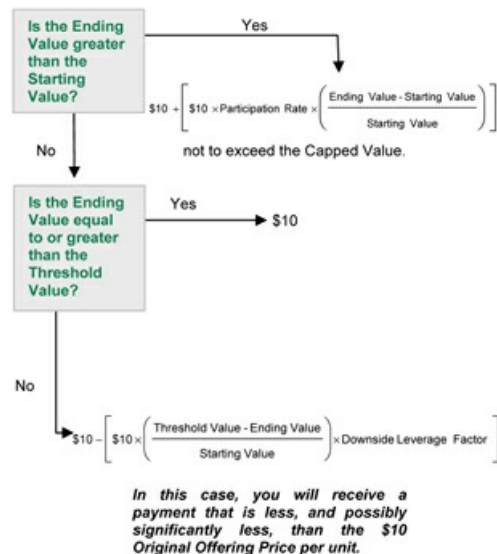 Is the Ending
Value greater
than the
Starting
Value?
Yes
$10 + [ $10 × Participation Rate × ( Ending Value - Starting Value / Starting Value ) ]
No
not to exceed the Capped Value.
Is the Ending
Value equal
to or greater
than the
Threshold
Value?
Yes
$10
No
$10 – [ $10 × ( Threshold Value - Ending Value / Starting Value ) × Downside Leverage Factor ]
In this case, you will receive a
payment that is less, and possibly
significantly less, than the $10
Original Offering Price per unit.